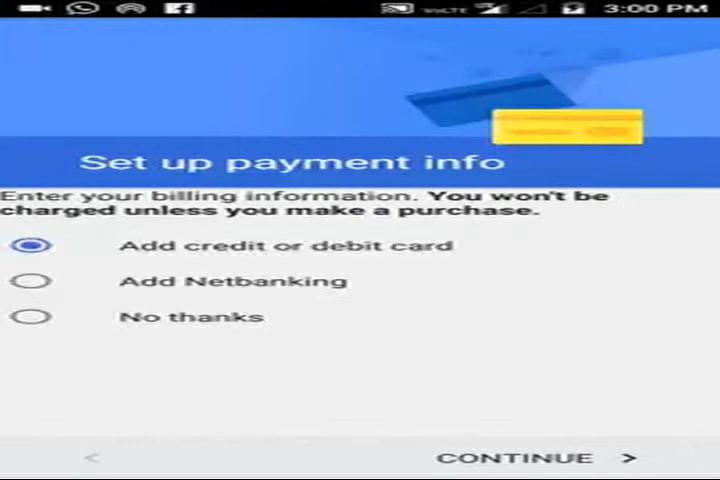 VoLTE 3:00 PM
Set up payment info
Enter your billing information. You won't be
charged unless you make a purchase.
Add credit or debit card
Add Netbanking
No thanks
< CONTINUE >